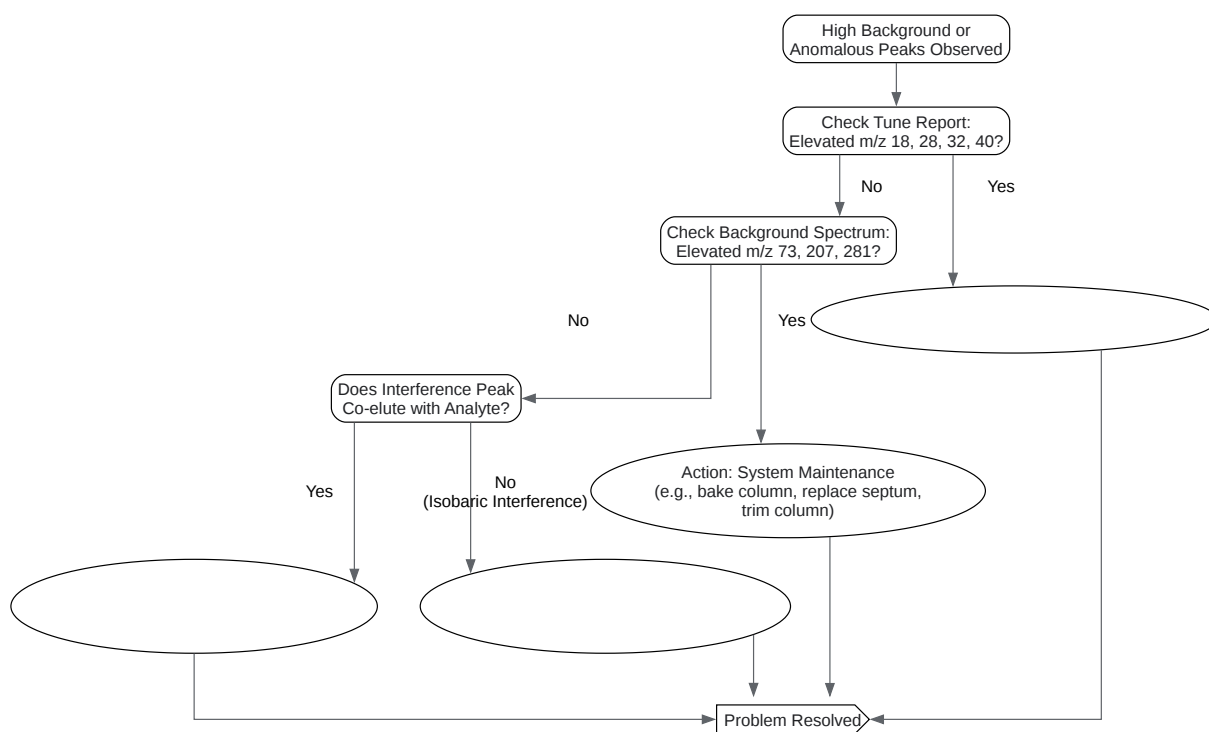 High Background or
Anomalous Peaks Observed
Check Tune Report:
Elevated m/z 18, 28, 32, 40?
No
Yes
Check Background Spectrum:
Elevated m/z 73, 207, 281?
No
Yes
Does Interference Peak
Co-elute with Analyte?
Yes
No
(Isobaric Interference)
Action: System Maintenance
(e.g., bake column, replace septum,
trim column)
Problem Resolved